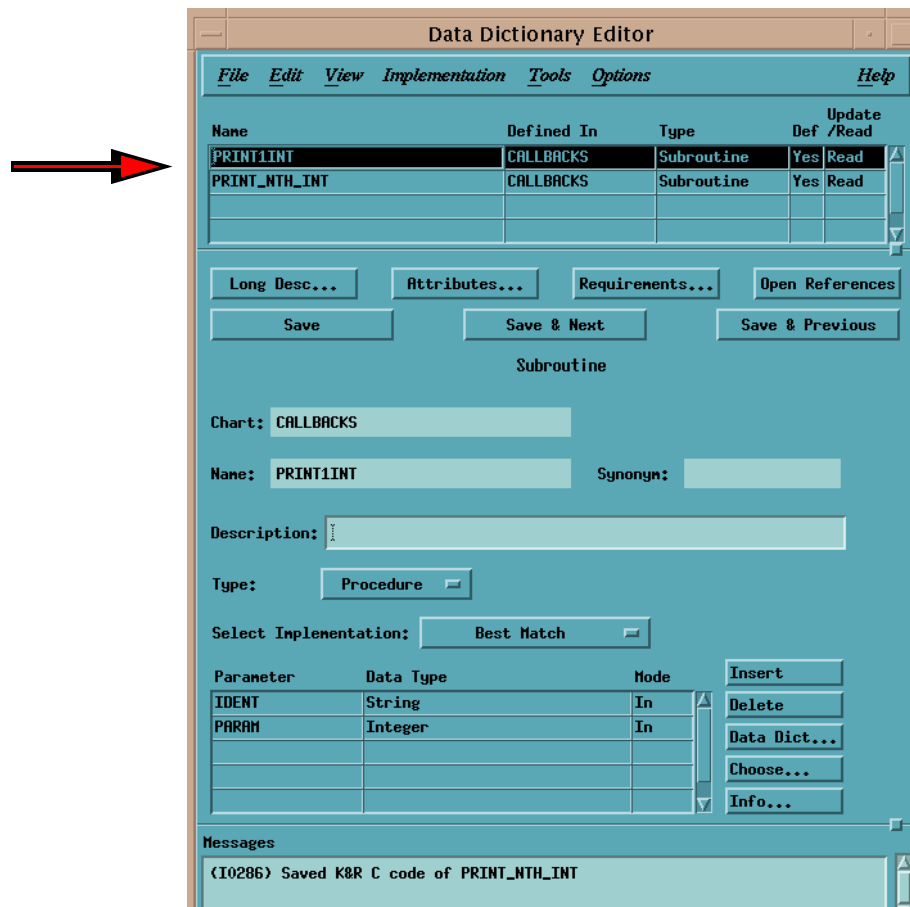 Data Dictionary Editor
File Edit View Implementation Tools Options Help
Update
Name Defined In Type Def /Read
PRINT1INT CALLBACKS Subroutine Yes Read
PRINT_NTH_INT CALLBACKS Subroutine Yes Read
Long Desc... Attributes... Requirements... Open References
Save Save & Next Save & Previous
Subroutine
Chart: CALLBACKS
Name: PRINT1INT Synonym:
Description:
Type: Procedure
Select Implementation: Best Match
Parameter Data Type Mode Insert
IDENT String In Delete
PARAM Integer In Data Dict...
Choose...
Info...
Messages
(I0286) Saved K&R C code of PRINT_NTH_INT